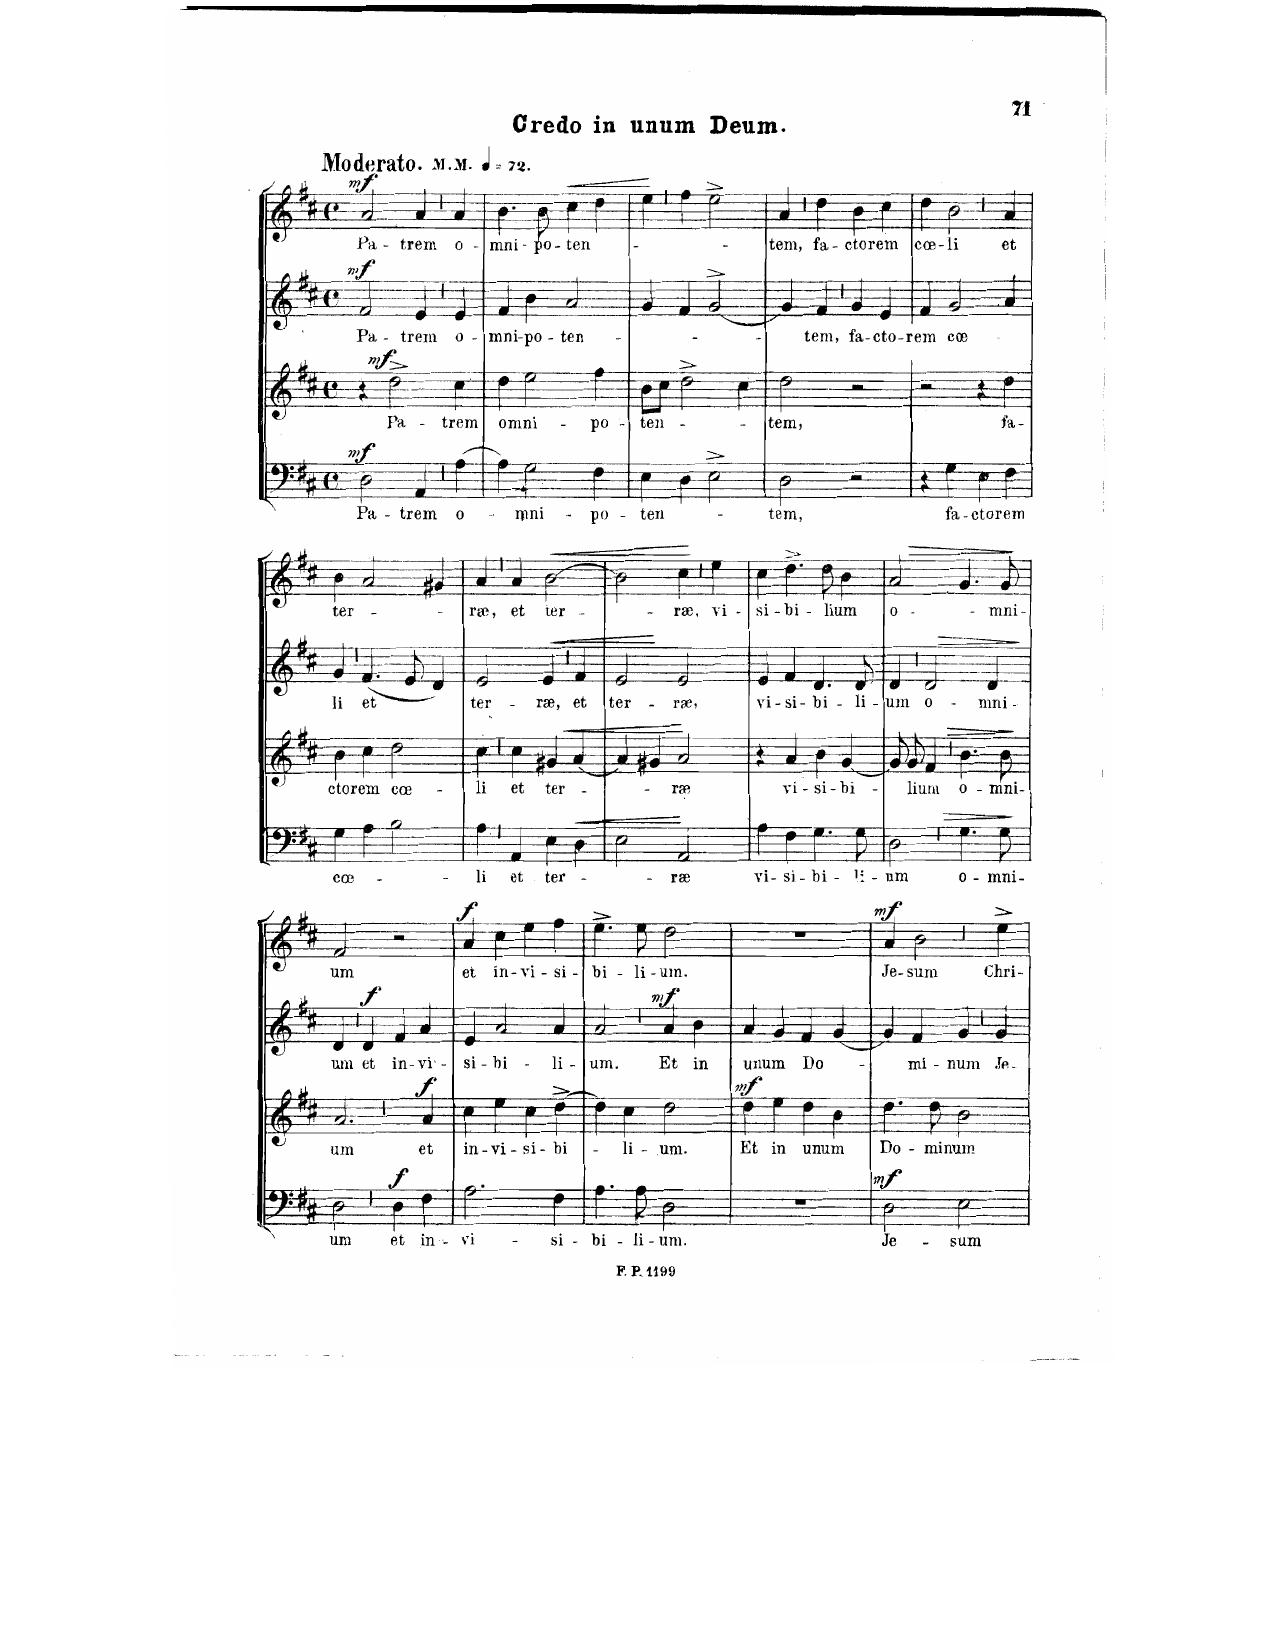 71
Credo in unum Deum.
Moderato. M.M. ♩ = 72.
mf
Pa - trem o - mni - po - ten - - - tem, fa - ctorem cœ - li et
mf
Pa - trem o - mni - po - ten - - - - tem, fa - cto - rem cœ -
mf
Pa - trem omni - po - ten - - tem, fa -
mf
Pa - trem o - mni - po - ten - tem, fa - ctorem
ter - - ræ, et ter - - ræ, vi - si - bi - lium o - - mni -
li et ter - ræ, et ter - ræ, vi - si - bi - li - um o - mni -
ctorem cœ - li et ter - - ræ vi - si - bi - lium o - mni -
cœ - - li et ter - - ræ vi - si - bi - li - um o - mni -
f mf
um et in - vi - si - bi - li - um. Je - sum Chri -
f mf
um et in - vi - si - bi - li - um. Et in unum Do - mi - num Je -
f mf
um et in - vi - si - bi - li - um. Et in unum Do - minum
f mf
um et in - vi - si - bi - li - um. Je - sum
F. P. 1199